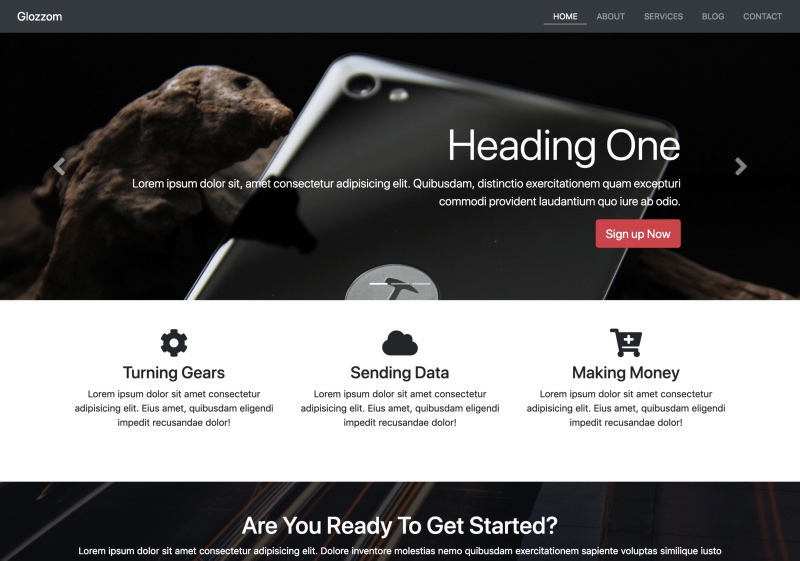 Glozzom
HOME ABOUT SERVICES BLOG CONTACT
Heading One
Lorem ipsum dolor sit, amet consectetur adipisicing elit. Quibusdam, distinctio exercitationem quam excepturi
commodi provident laudantium quo iure ab odio.
Sign up Now
Turning Gears
Lorem ipsum dolor sit amet consectetur
adipisicing elit. Eius amet, quibusdam eligendi
impedit recusandae dolor!
Sending Data
Lorem ipsum dolor sit amet consectetur
adipisicing elit. Eius amet, quibusdam eligendi
impedit recusandae dolor!
Making Money
Lorem ipsum dolor sit amet consectetur
adipisicing elit. Eius amet, quibusdam eligendi
impedit recusandae dolor!
Are You Ready To Get Started?
Lorem ipsum dolor sit amet consectetur adipisicing elit. Dolore inventore molestias nemo quibusdam exercitationem sapiente voluptas similique iusto